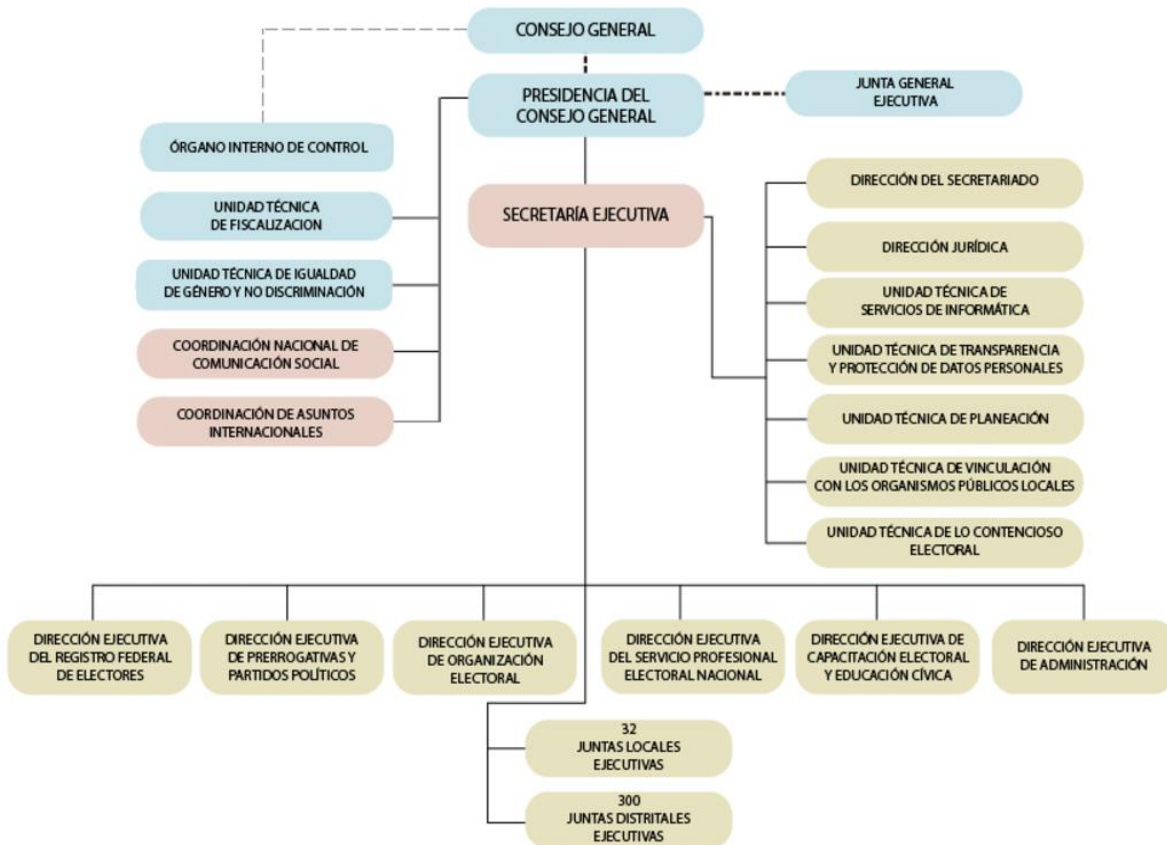 CONSEJO GENERAL
PRESIDENCIA DEL
CONSEJO GENERAL
JUNTA GENERAL
EJECUTIVA
ÓRGANO INTERNO DE CONTROL
UNIDAD TÉCNICA
DE FISCALIZACION
UNIDAD TÉCNICA DE IGUALDAD
DE GÉNERO Y NO DISCRIMINACIÓN
COORDINACIÓN NACIONAL DE
COMUNICACIÓN SOCIAL
COORDINACIÓN DE ASUNTOS
INTERNACIONALES
SECRETARÍA EJECUTIVA
DIRECCIÓN DEL SECRETARIADO
DIRECCIÓN JURÍDICA
UNIDAD TÉCNICA DE
SERVICIOS DE INFORMÁTICA
UNIDAD TÉCNICA DE TRANSPARENCIA
Y PROTECCIÓN DE DATOS PERSONALES
UNIDAD TÉCNICA DE PLANEACIÓN
UNIDAD TÉCNICA DE VINCULACIÓN
CON LOS ORGANISMOS PÚBLICOS LOCALES
UNIDAD TÉCNICA DE LO CONTENCIOSO
ELECTORAL
DIRECCIÓN EJECUTIVA
DEL REGISTRO FEDERAL
DE ELECTORES
DIRECCIÓN EJECUTIVA
DE PRERROGATIVAS Y
PARTIDOS POLÍTICOS
DIRECCIÓN EJECUTIVA
DE ORGANIZACIÓN
ELECTORAL
DIRECCIÓN EJECUTIVA
DEL SERVICIO PROFESIONAL
ELECTORAL NACIONAL
DIRECCIÓN EJECUTIVA DE
CAPACITACIÓN ELECTORAL
Y EDUCACIÓN CÍVICA
DIRECCIÓN EJECUTIVA
DE ADMINISTRACIÓN
32
JUNTAS LOCALES
EJECUTIVAS
300
JUNTAS DISTRITALES
EJECUTIVAS